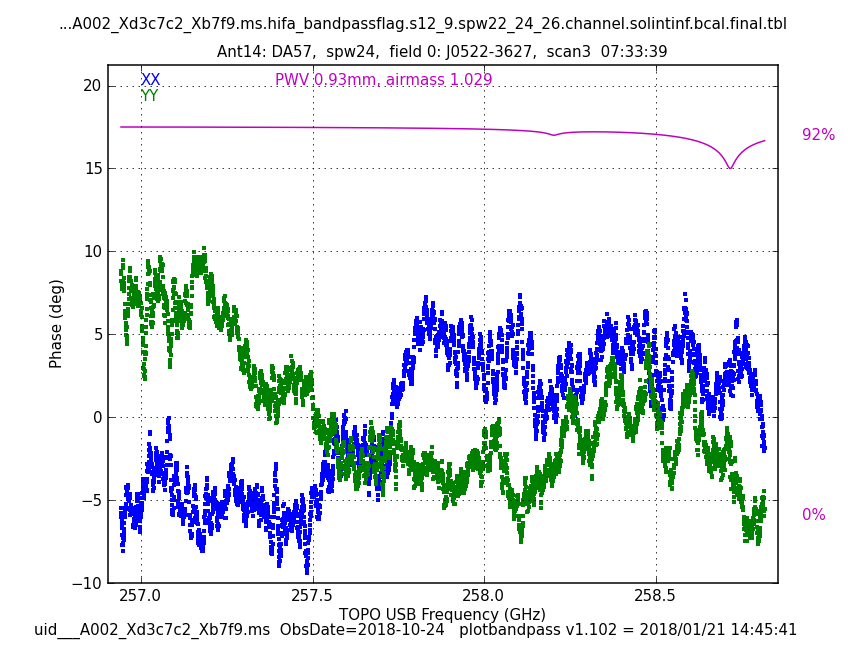 ...A002_Xd3c7c2_Xb7f9.ms.hifa_bandpassflag.s12_9.spw22_24_26.channel.solintinf.bcal.final.tbl
Ant14: DA57,  spw24,  field 0: J0522-3627,  scan3  07:33:39
XX
PWV 0.93mm, airmass 1.029
YY
20
15
10
5
0
−5
−10
92%
0%
Phase (deg)
257.0
257.5
258.0
258.5
TOPO USB Frequency (GHz)
uid___A002_Xd3c7c2_Xb7f9.ms  ObsDate=2018-10-24   plotbandpass v1.102 = 2018/01/21 14:45:41